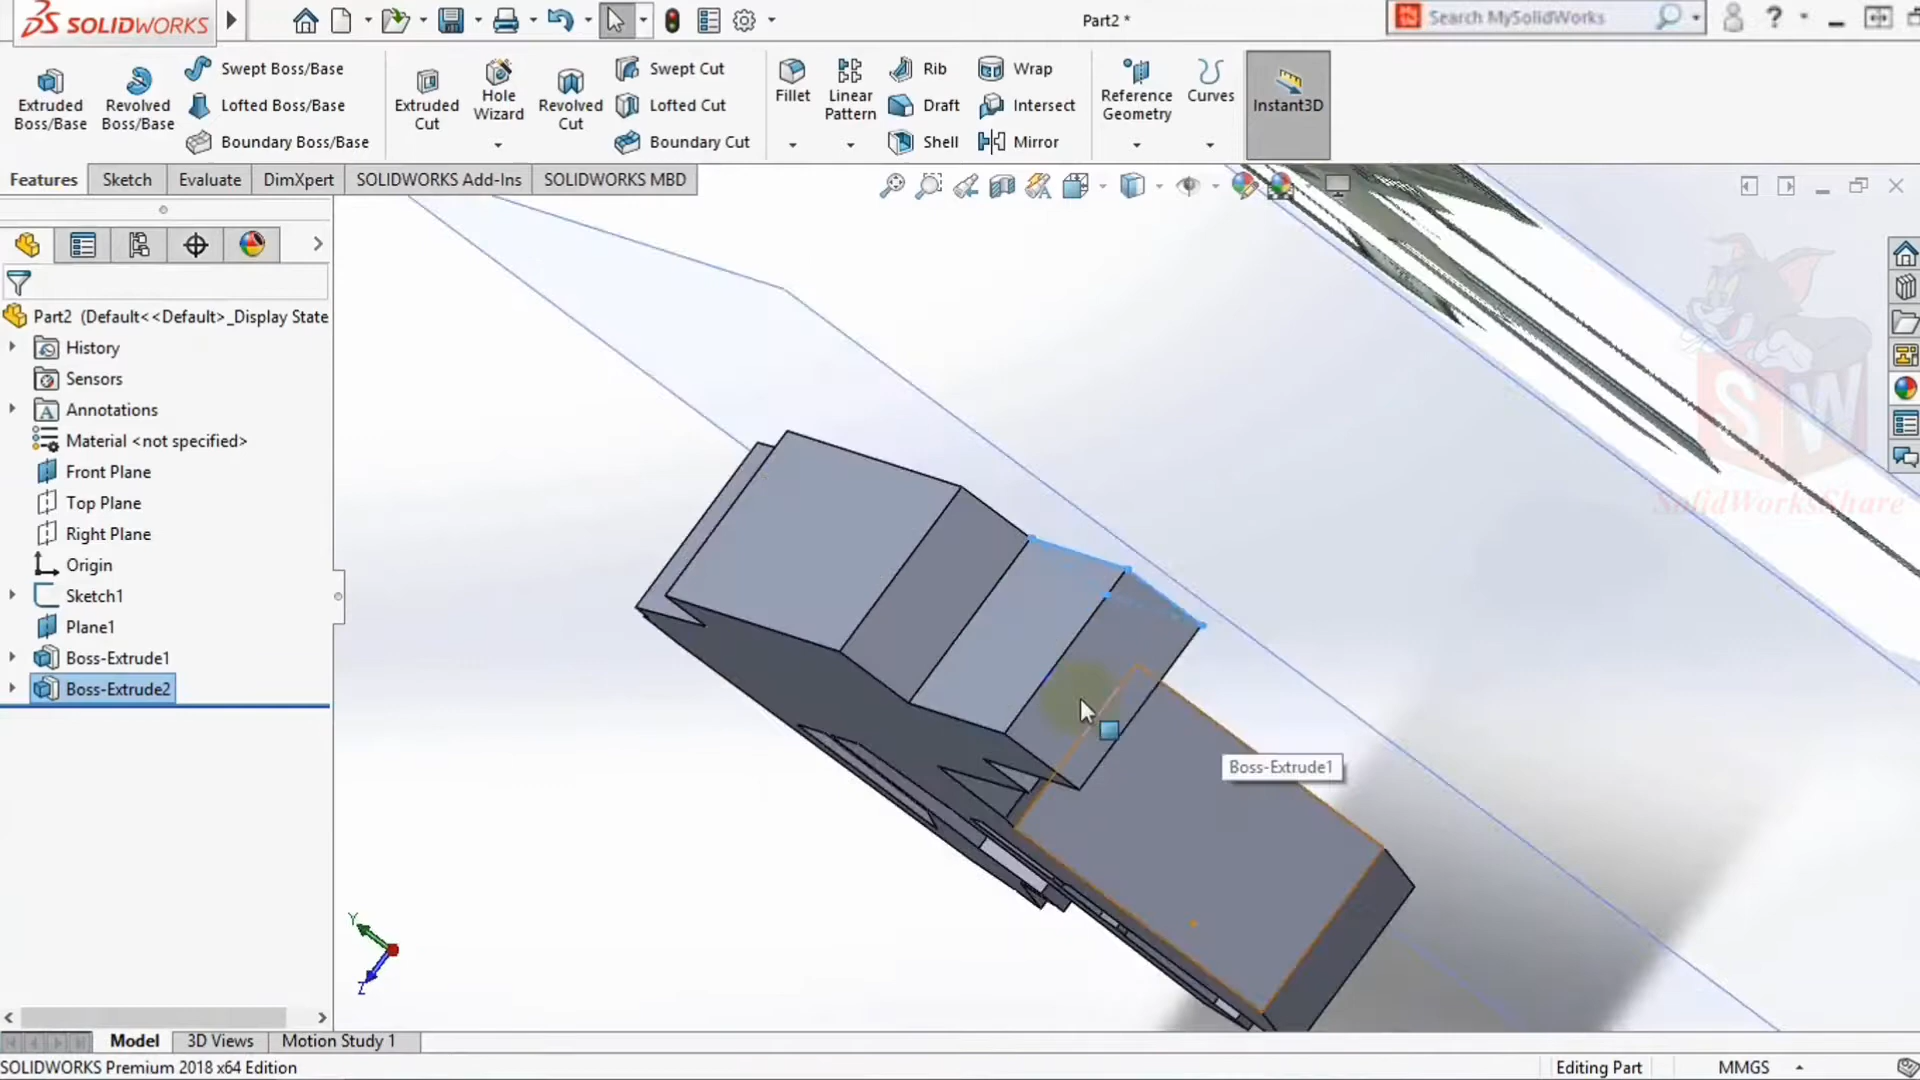 SOLIDWORKS
Part2 *
Search MySolidWorks
Extruded Boss/Base
Revolved Boss/Base
Swept Boss/Base
Lofted Boss/Base
Boundary Boss/Base
Extruded Cut
Hole Wizard
Revolved Cut
Swept Cut
Lofted Cut
Boundary Cut
Fillet
Linear Pattern
Rib
Draft
Shell
Wrap
Intersect
Mirror
Reference Geometry
Curves
Instant3D
Features
Sketch
Evaluate
DimXpert
SOLIDWORKS Add-Ins
SOLIDWORKS MBD
Part2 (Default<<Default>_Display State
History
Sensors
Annotations
Material <not specified>
Front Plane
Top Plane
Right Plane
Origin
Sketch1
Plane1
Boss-Extrude1
Boss-Extrude2
Boss-Extrude1
SW
SolidWorksShare
Y
Z
Model
3D Views
Motion Study 1
SOLIDWORKS Premium 2018 x64 Edition
Editing Part
MMGS